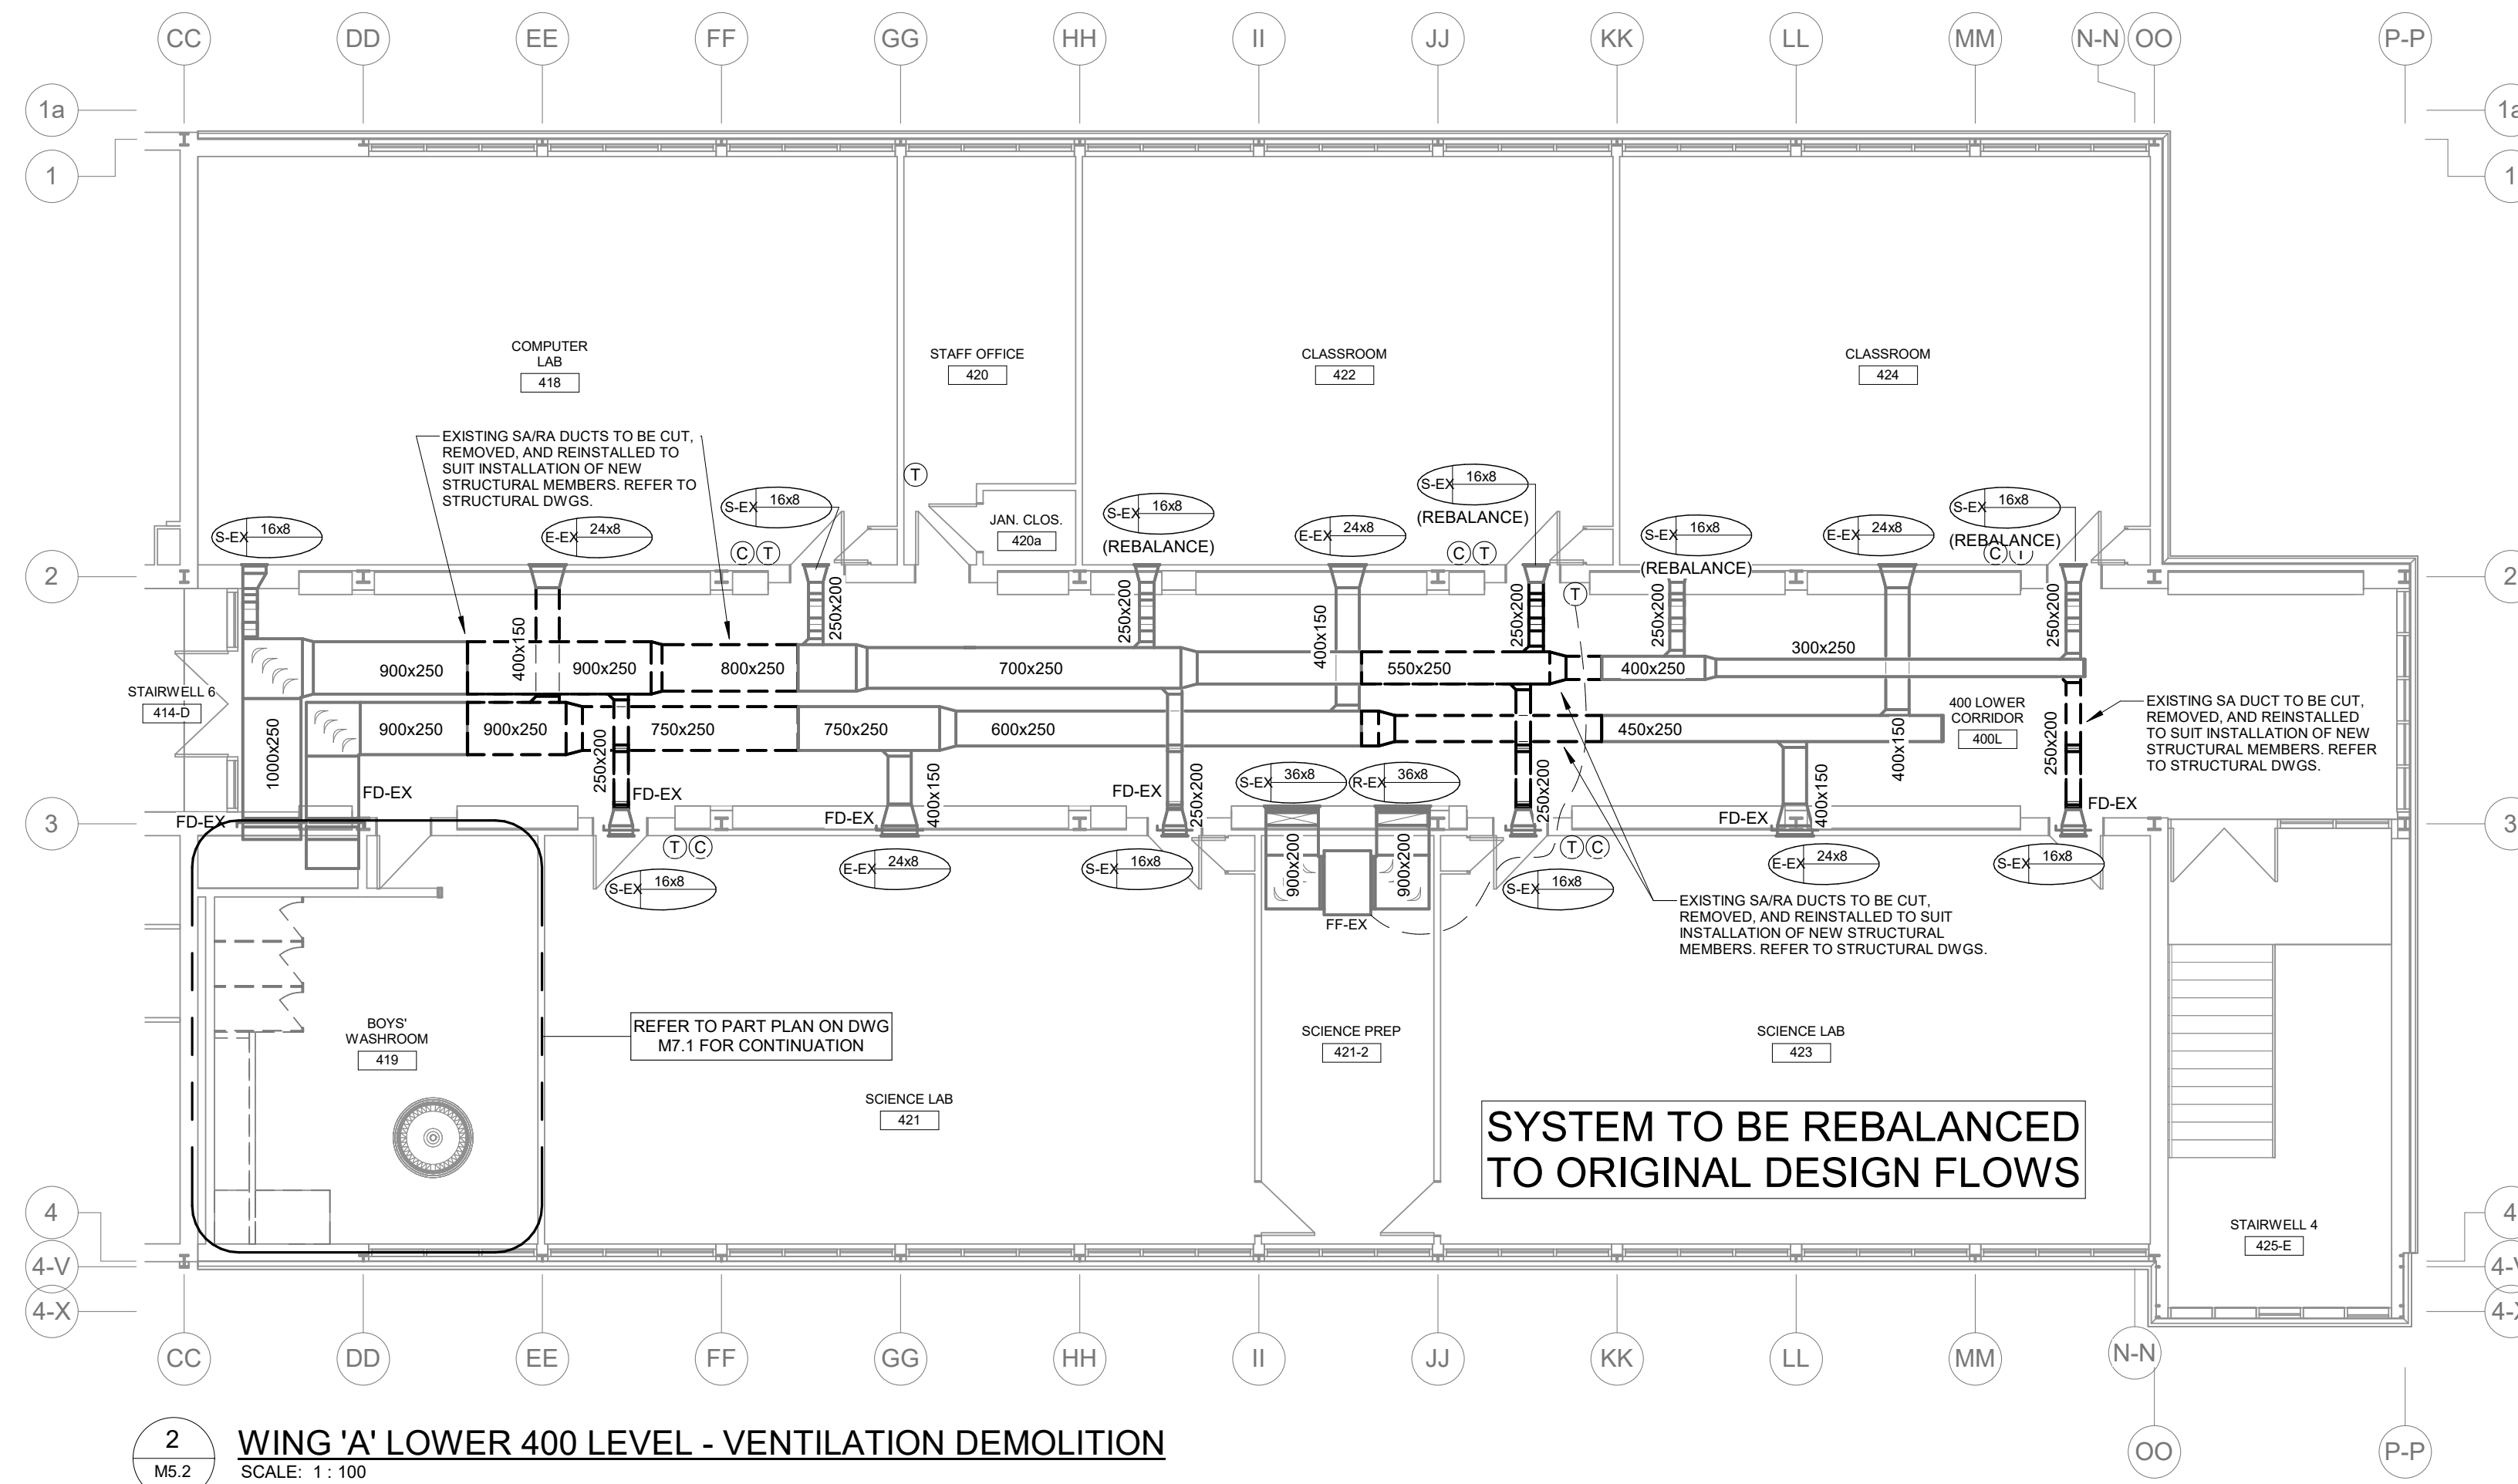 CC DD EE FF GG HH II JJ KK LL MM N-N OO P-P
1a
1a
1
1
COMPUTER
LAB
418
STAFF OFFICE
420
CLASSROOM
422
CLASSROOM
424
EXISTING SA/RA DUCTS TO BE CUT,
REMOVED, AND REINSTALLED TO
SUIT INSTALLATION OF NEW
STRUCTURAL MEMBERS. REFER TO
STRUCTURAL DWGS.
T
S-EX 16x8
E-EX 24x8
S-EX 16x8
C T
JAN. CLOS.
420a
S-EX 16x8
(REBALANCE)
E-EX 24x8
S-EX 16x8
(REBALANCE)
C T
S-EX 16x8
(REBALANCE)
E-EX 24x8
S-EX 16x8
(REBALANCE)
C T
2
2
T
400x150
250x200
250x200
400x150
250x200
250x200
250x200
300x250
900x250
900x250
800x250
700x250
550x250
400x250
STAIRWELL 6
414-D
900x250
900x250
750x250
750x250
600x250
450x250
400 LOWER
CORRIDOR
400L
EXISTING SA DUCT TO BE CUT,
REMOVED, AND REINSTALLED
TO SUIT INSTALLATION OF NEW
STRUCTURAL MEMBERS. REFER
TO STRUCTURAL DWGS.
1000x250
250x200
400x150
250x200
250x200
400x150
400x150
250x200
FD-EX
FD-EX
FD-EX
S-EX 36x8
R-EX 36x8
FD-EX
3
FD-EX
FD-EX
FD-EX
3
T C
S-EX 16x8
E-EX 24x8
S-EX 16x8
900x200
900x200
FF-EX
T C
S-EX 16x8
E-EX 24x8
S-EX 16x8
EXISTING SA/RA DUCTS TO BE CUT,
REMOVED, AND REINSTALLED TO SUIT
INSTALLATION OF NEW STRUCTURAL
MEMBERS. REFER TO STRUCTURAL DWGS.
BOYS'
WASHROOM
419
REFER TO PART PLAN ON DWG
M7.1 FOR CONTINUATION
SCIENCE LAB
421
SCIENCE PREP
421-2
SCIENCE LAB
423
SYSTEM TO BE REBALANCED
TO ORIGINAL DESIGN FLOWS
STAIRWELL 4
425-E
4
4
4-V
4-V
4-X
4-X
CC DD EE FF GG HH II JJ KK LL MM N-N
OO P-P
2
M5.2
WING 'A' LOWER 400 LEVEL - VENTILATION DEMOLITION
SCALE: 1 : 100